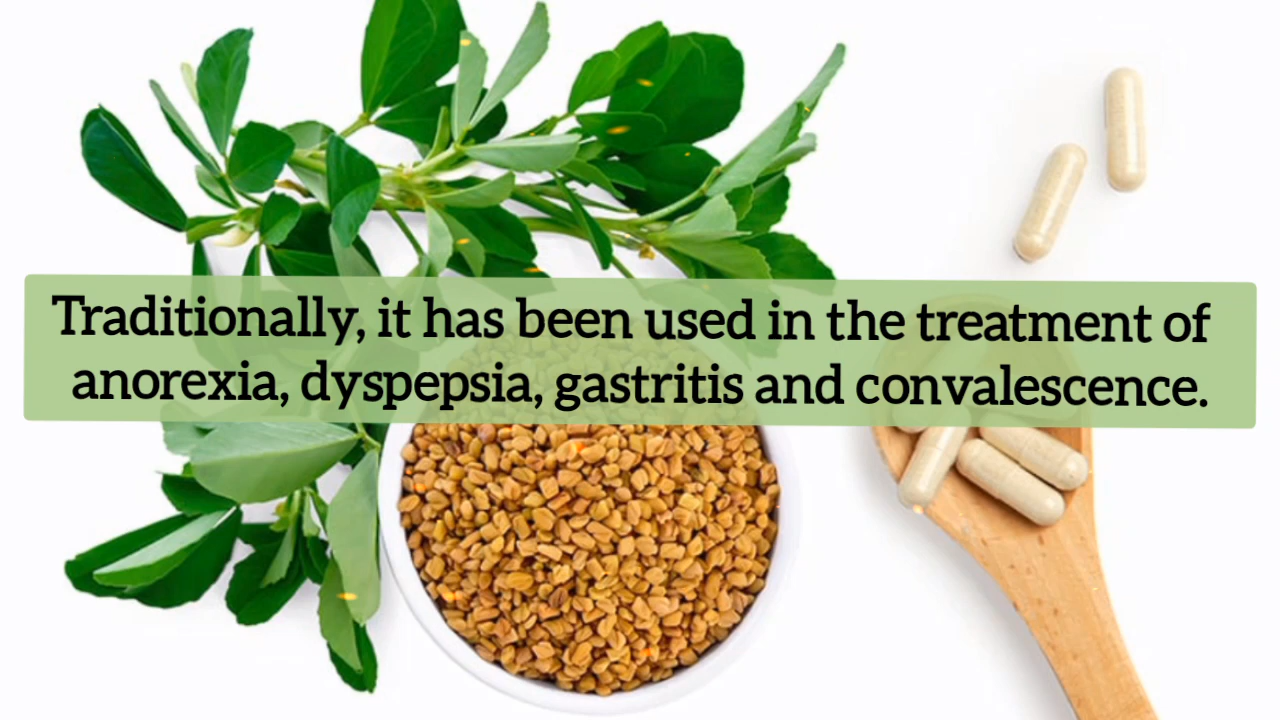 Traditionally, it has been used in the treatment of
anorexia, dyspepsia, gastritis and convalescence.